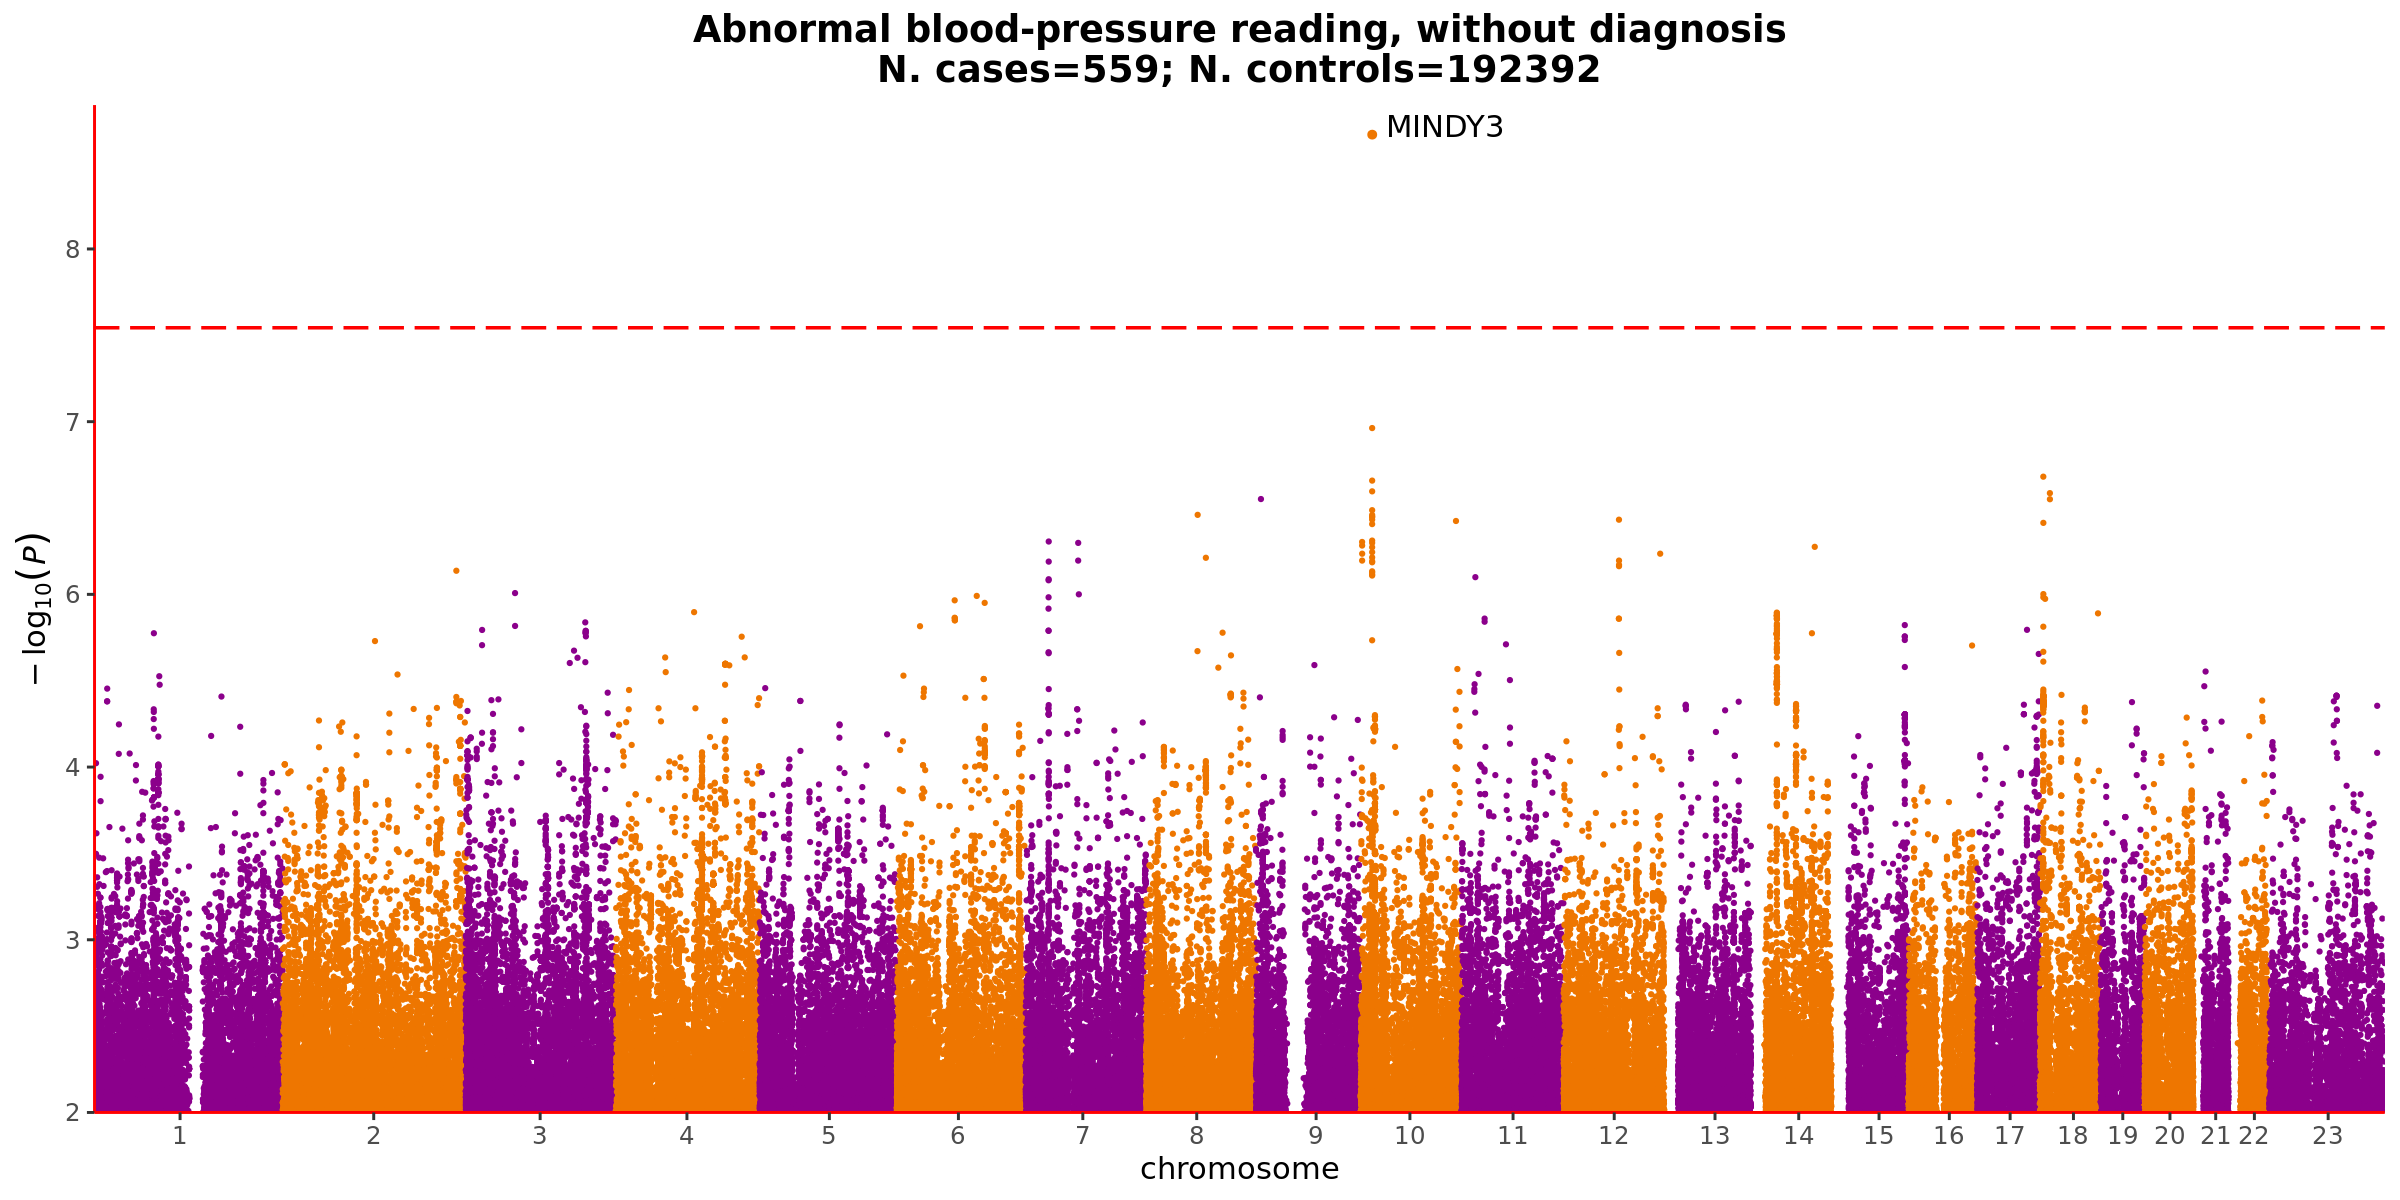 Abnormal blood-pressure reading, without diagnosis
N. cases=559; N. controls=192392
MINDY3
8
7
6
4
3
2
− log10(P)
1 2 3 4 5 6 7 8 9 10 11 12 13 14 15 16 17 18 19 20 21 22 23
chromosome